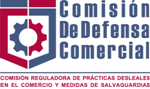 Comisión
DeDefensa
Comercial
COMISIÓN REGULADORA DE PRÁCTICAS DESLEALES
EN EL COMERCIO Y MEDIDAS DE SALVAGUARDIAS